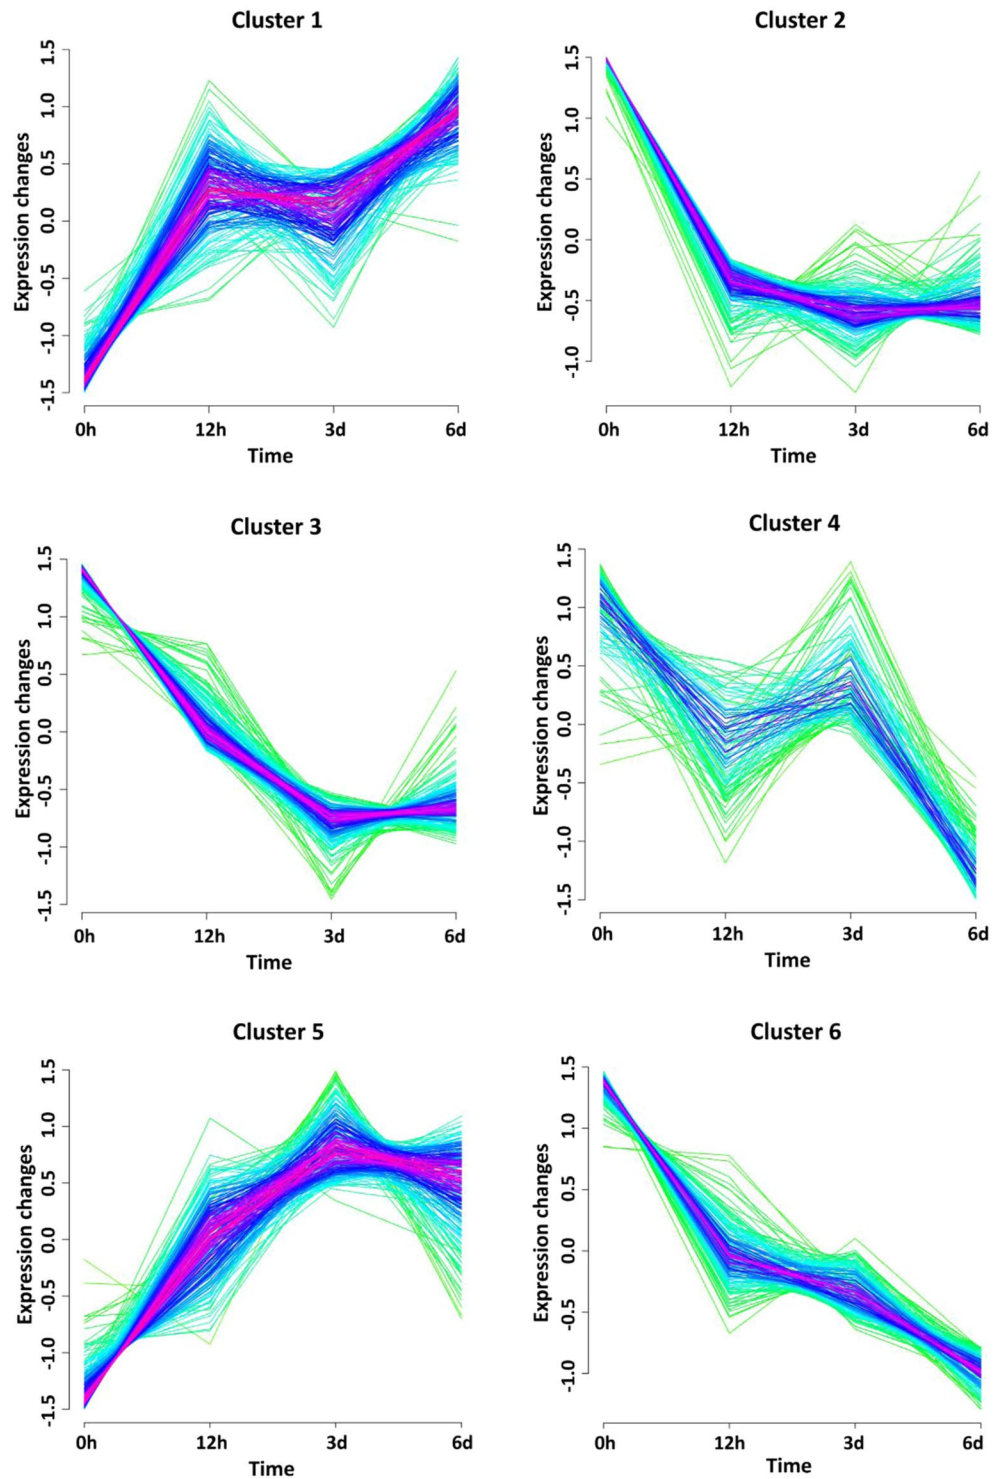 Cluster 1
Expression changes
1.5
1.0
0.5
0.0
-0.5
-1.0
-1.5
0h 12h 3d 6d
Time
Cluster 2
Expression changes
1.5
1.0
0.5
0.0
-0.5
-1.0
0h 12h 3d 6d
Time
Cluster 3
Expression changes
1.5
1.0
0.5
0.0
-0.5
-1.0
-1.5
0h 12h 3d 6d
Time
Cluster 4
Expression changes
1.5
1.0
0.5
0.0
-0.5
-1.0
-1.5
0h 12h 3d 6d
Time
Cluster 5
Expression changes
1.5
1.0
0.5
0.0
-0.5
-1.0
-1.5
0h 12h 3d 6d
Time
Cluster 6
Expression changes
1.5
1.0
0.5
0.0
-0.5
-1.0
0h 12h 3d 6d
Time